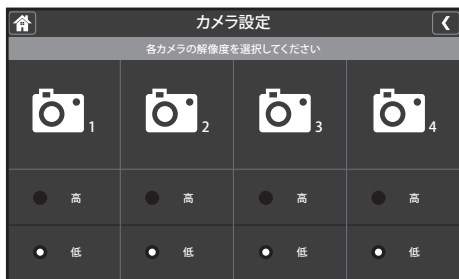 カメラ設定
各カメラの解像度を選択してください
1 2 3 4
高 高 高 高
低 低 低 低